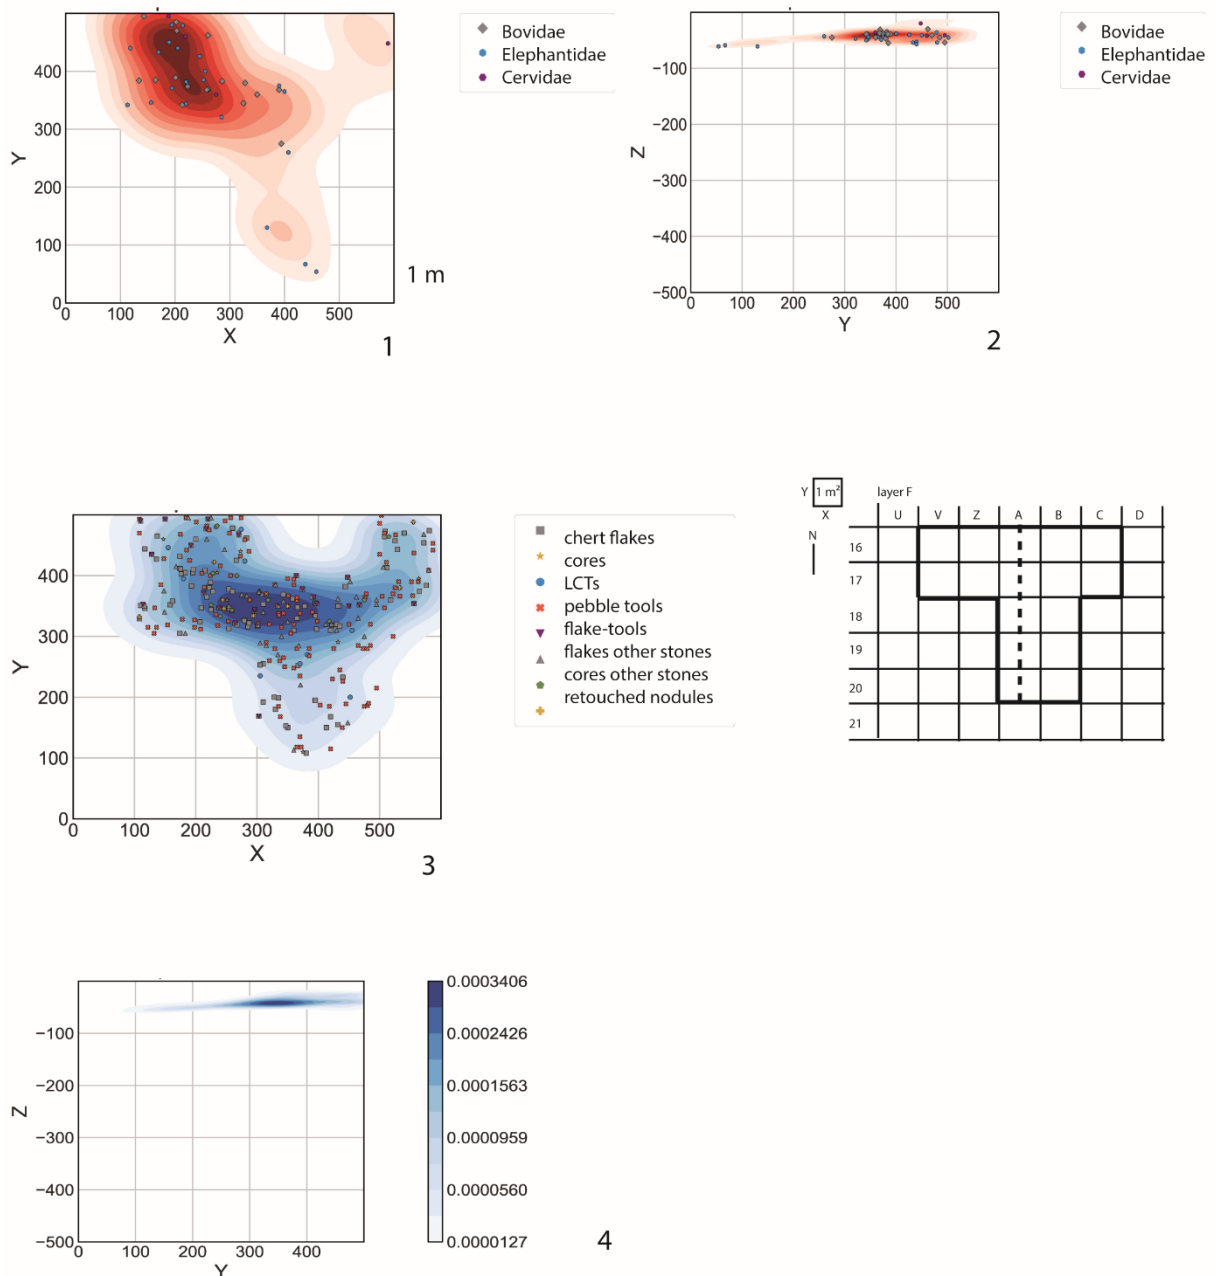 Bovidae
Elephantidae
Cervidae
Y
400
300
200
100
0
0 100 200 300 400 500
X
1 m
1
Bovidae
Elephantidae
Cervidae
Z
−100
−200
−300
−400
−500
0 100 200 300 400 500
Y
2
Y
400
300
200
100
0
0 100 200 300 400 500
X
3
chert flakes
cores
LCTs
pebble tools
flake-tools
flakes other stones
cores other stones
retouched nodules
Y 1 m² layer F
X
N
U V Z A B C D
16
17
18
19
20
21
Z
−100
−200
−300
−400
−500
0 100 200 300 400
Y
0.0003406
0.0002426
0.0001563
0.0000959
0.0000560
0.0000127
4